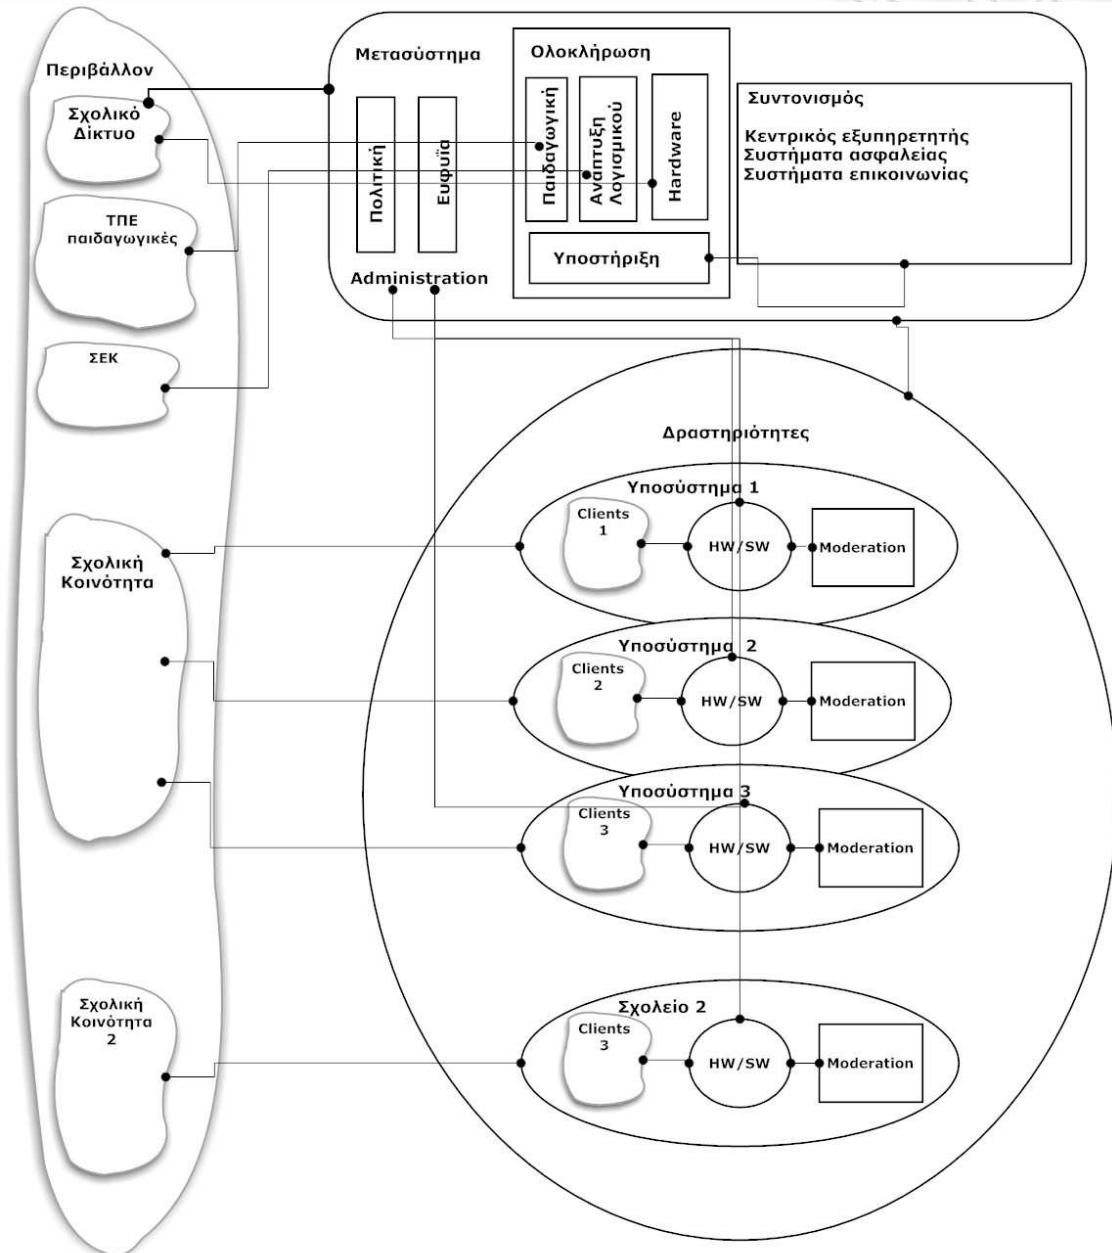 Περιβάλλον
Σχολικό
Δίκτυο
ΤΠΕ
παιδαγωγικές
ΣΕΚ
Σχολική
Κοινότητα
Σχολική
Κοινότητα
2
Μετασύστημα
Πολιτική
Ευφυΐα
Administration
Ολοκλήρωση
Παιδαγωγική
Ανάπτυξη
Λογισμικού
Hardware
Υποστήριξη
Συντονισμός
Κεντρικός εξυπηρετητής
Συστήματα ασφαλείας
Συστήματα επικοινωνίας
Δραστηριότητες
Υποσύστημα 1
Clients
1
HW/SW
Moderation
Υποσύστημα 2
Clients
2
HW/SW
Moderation
Υποσύστημα 3
Clients
3
HW/SW
Moderation
Σχολείο 2
Clients
3
HW/SW
Moderation